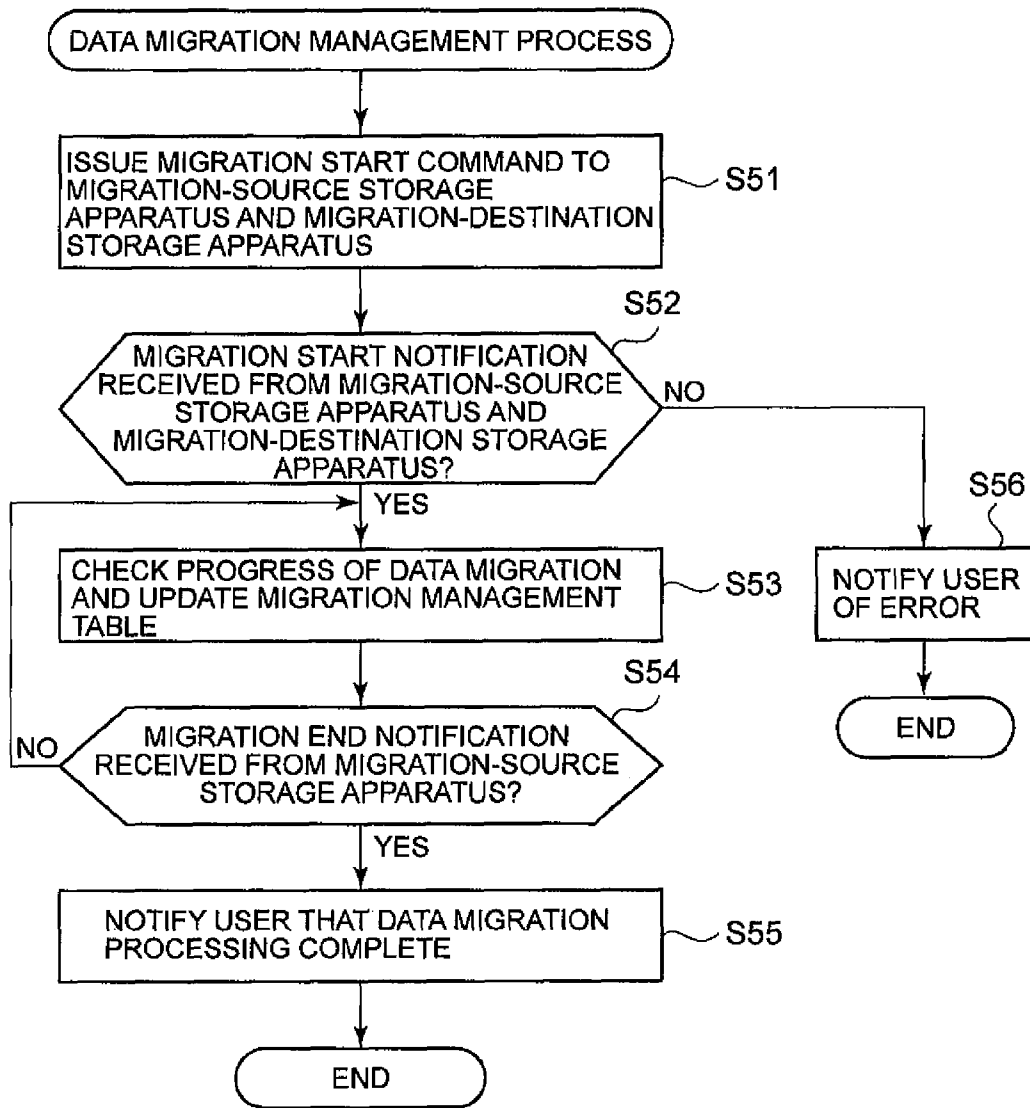 DATA MIGRATION MANAGEMENT PROCESS
ISSUE MIGRATION START COMMAND TO
MIGRATION-SOURCE STORAGE
APPARATUS AND MIGRATION-DESTINATION
STORAGE APPARATUS
S51
S52
MIGRATION START NOTIFICATION
RECEIVED FROM MIGRATION-SOURCE
STORAGE APPARATUS AND
MIGRATION-DESTINATION STORAGE
APPARATUS?
NO
YES
S56
NOTIFY USER
OF ERROR
END
CHECK PROGRESS OF DATA MIGRATION
AND UPDATE MIGRATION MANAGEMENT
TABLE
S53
S54
MIGRATION END NOTIFICATION
RECEIVED FROM MIGRATION-SOURCE
STORAGE APPARATUS?
NO
YES
NOTIFY USER THAT DATA MIGRATION
PROCESSING COMPLETE
S55
END